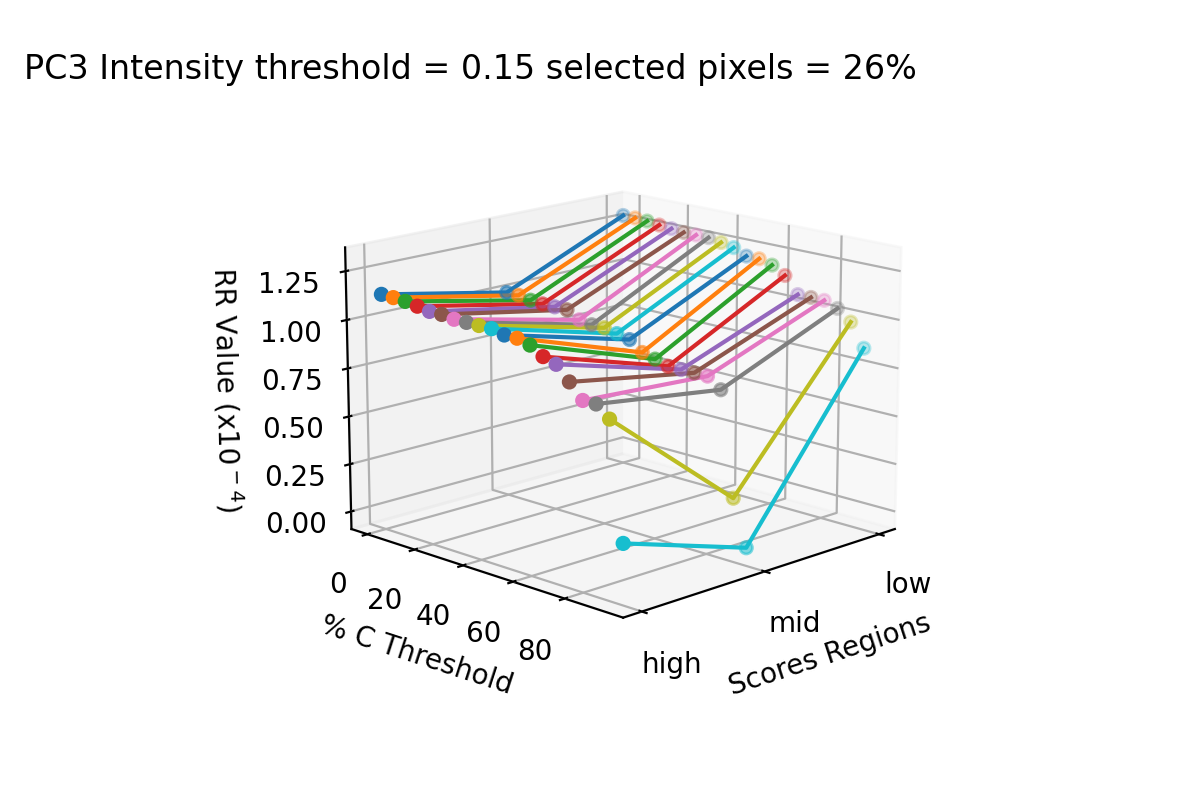 PC3 Intensity threshold = 0.15 selected pixels = 26%
RR Value (x10⁻⁴)
1.25
1.00
0.75
0.50
0.25
0.00
0
20
40
60
80
% C Threshold
high
mid
low
Scores Regions